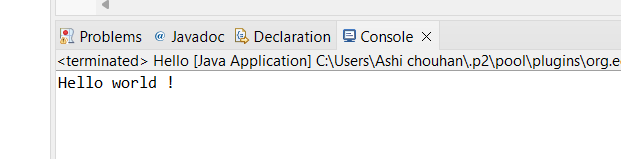 Problems @ Javadoc Declaration Console
<terminated> Hello [Java Application] C:\Users\Ashi chouhan\.p2\pool\plugins\org.e
Hello world !